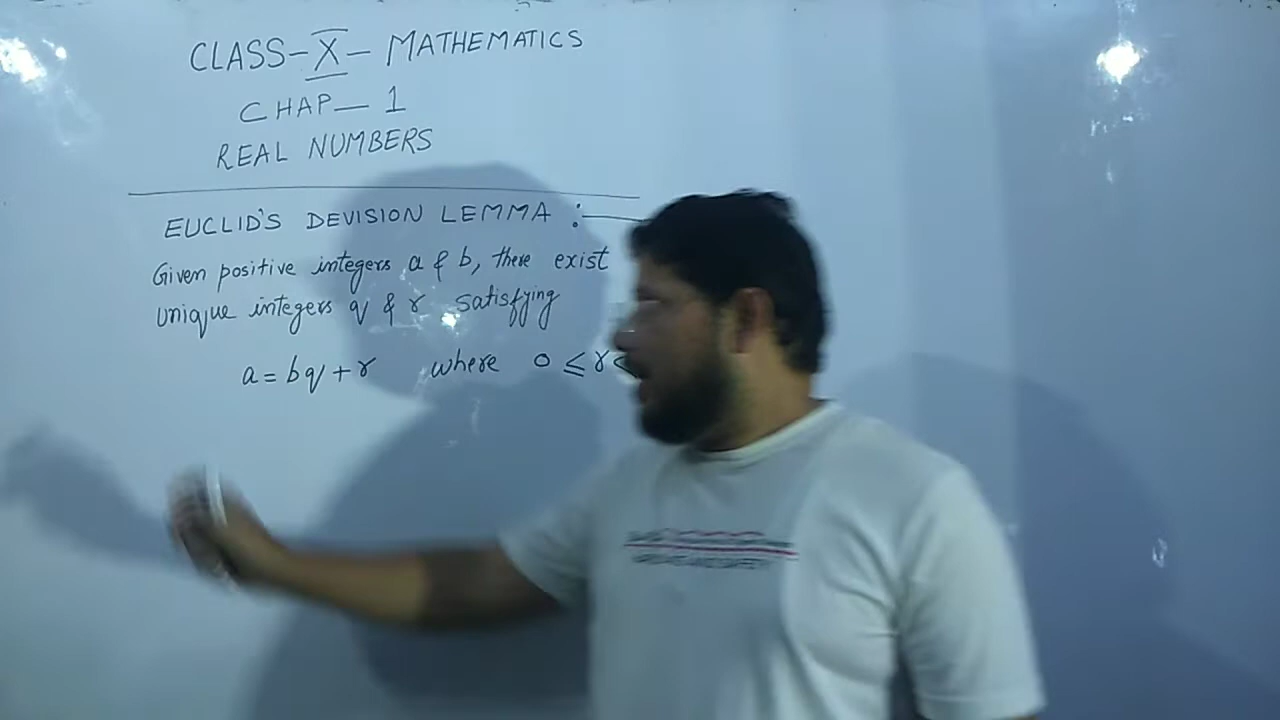 CLASS-X-MATHEMATICS
CHAP-1
REAL NUMBERS
EUCLID'S DEVISION LEMMA :-
Given positive integers a & b, there exist
unique integers q & r satisfying
a = bq + r where 0 ≤ r <